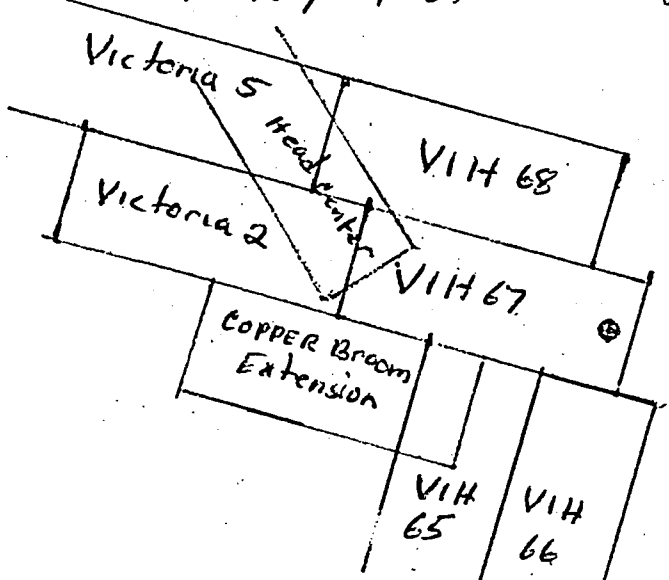 Victoria 5
Head Center
VIH 68
Victoria 2
VIH 67
COPPER Broom
Extension
VIH
65
VIH
66